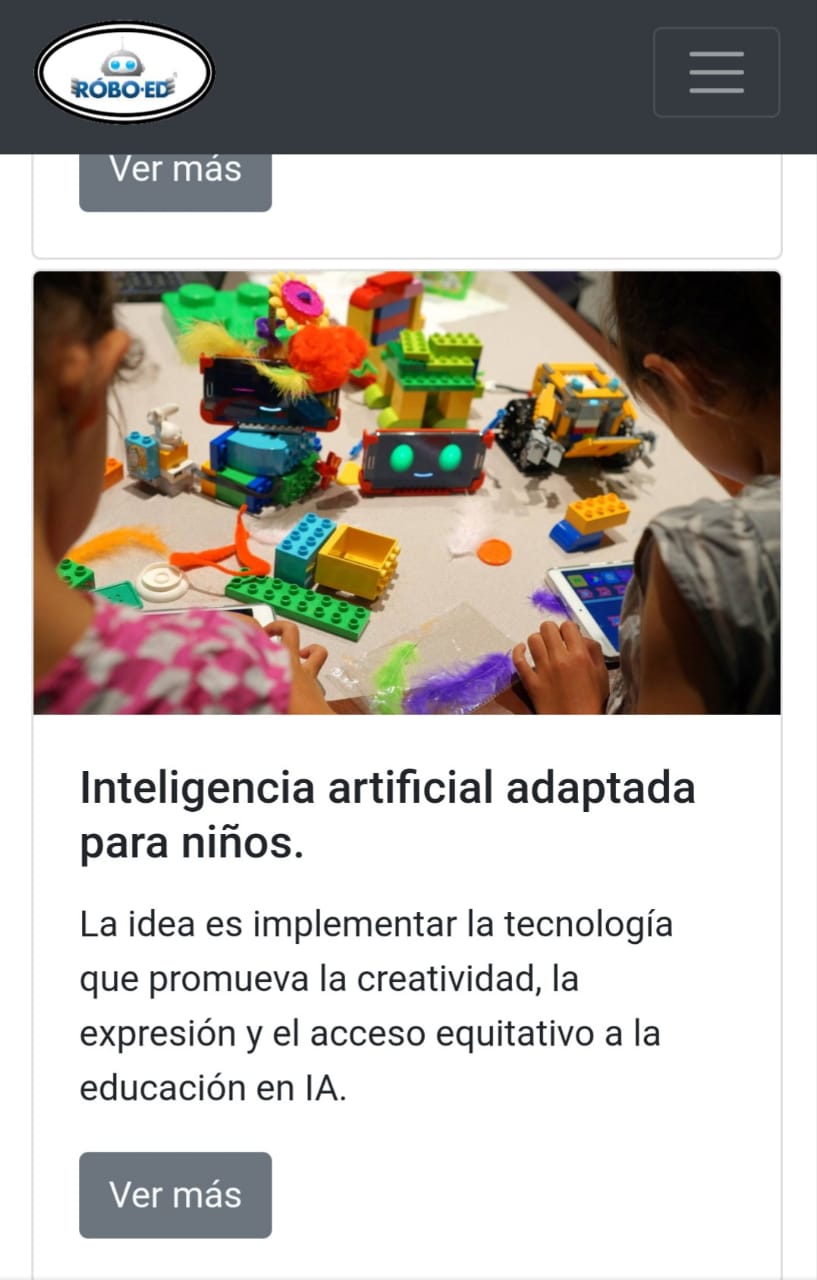 RÓBO-ED
Ver más
Inteligencia artificial adaptada
para niños.
La idea es implementar la tecnología
que promueva la creatividad, la
expresión y el acceso equitativo a la
educación en IA.
Ver más